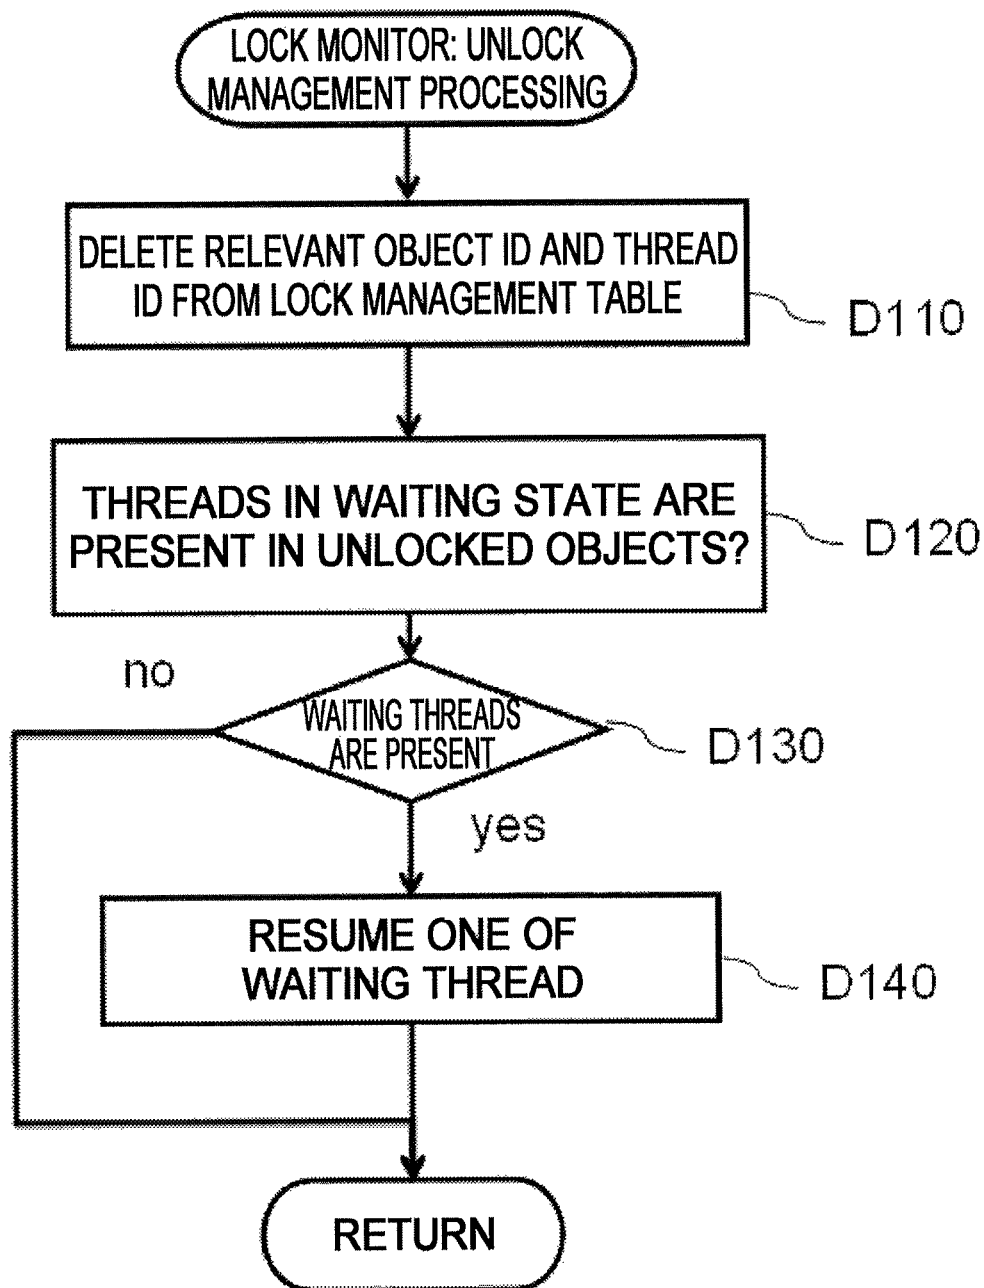 LOCK MONITOR: UNLOCK
MANAGEMENT PROCESSING
DELETE RELEVANT OBJECT ID AND THREAD
ID FROM LOCK MANAGEMENT TABLE
D110
THREADS IN WAITING STATE ARE
PRESENT IN UNLOCKED OBJECTS?
D120
no
WAITING THREADS
ARE PRESENT
D130
yes
RESUME ONE OF
WAITING THREAD
D140
RETURN